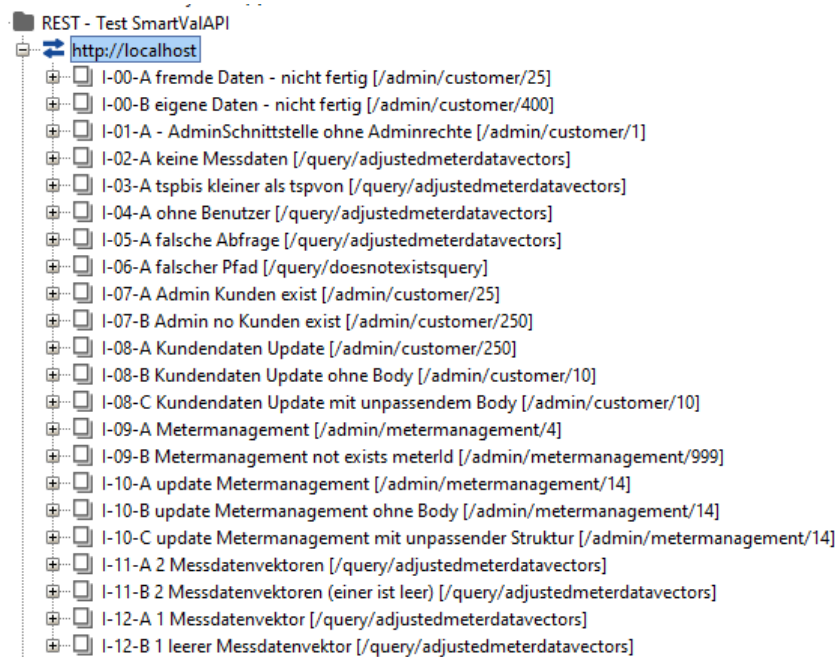 REST - Test SmartValAPI
http://localhost
I-00-A fremde Daten - nicht fertig [/admin/customer/25]
I-00-B eigene Daten - nicht fertig [/admin/customer/400]
I-01-A - AdminSchnittstelle ohne Adminrechte [/admin/customer/1]
I-02-A keine Messdaten [/query/adjustedmeterdatavectors]
I-03-A tspbis kleiner als tspvon [/query/adjustedmeterdatavectors]
I-04-A ohne Benutzer [/query/adjustedmeterdatavectors]
I-05-A falsche Abfrage [/query/adjustedmeterdatavectors]
I-06-A falscher Pfad [/query/doesnotexistsquery]
I-07-A Admin Kunden exist [/admin/customer/25]
I-07-B Admin no Kunden exist [/admin/customer/250]
I-08-A Kundendaten Update [/admin/customer/250]
I-08-B Kundendaten Update ohne Body [/admin/customer/10]
I-08-C Kundendaten Update mit unpassendem Body [/admin/customer/10]
I-09-A Metermanagement [/admin/metermanagement/4]
I-09-B Metermanagement not exists meterId [/admin/metermanagement/999]
I-10-A update Metermanagement [/admin/metermanagement/14]
I-10-B update Metermanagement ohne Body [/admin/metermanagement/14]
I-10-C update Metermanagement mit unpassender Struktur [/admin/metermanagement/14]
I-11-A 2 Messdatenvektoren [/query/adjustedmeterdatavectors]
I-11-B 2 Messdatenvektoren (einer ist leer) [/query/adjustedmeterdatavectors]
I-12-A 1 Messdatenvektor [/query/adjustedmeterdatavectors]
I-12-B 1 leerer Messdatenvektor [/query/adjustedmeterdatavectors]